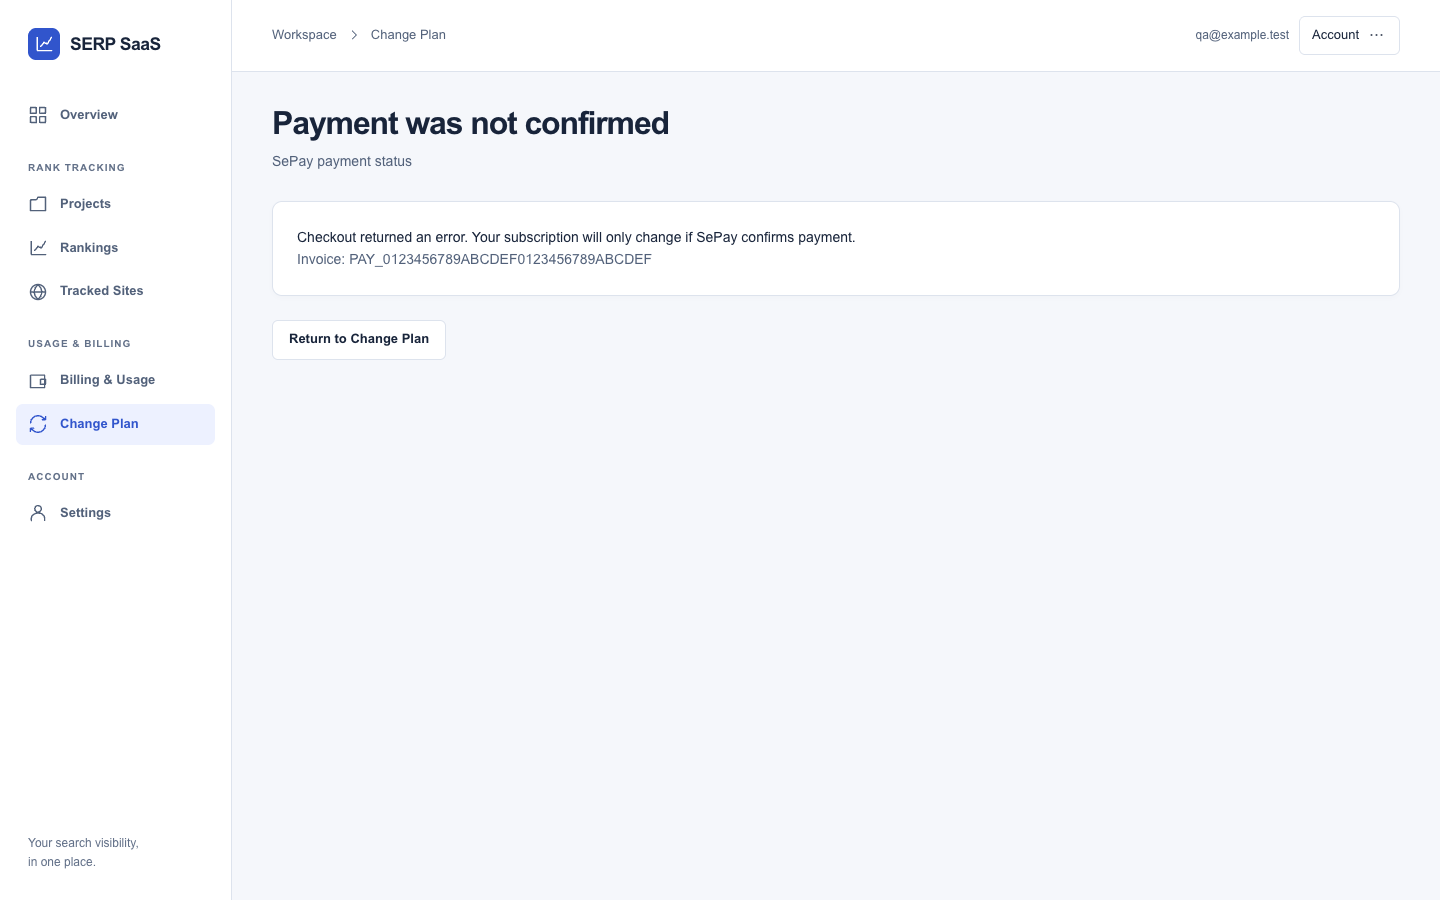 SERP SaaS
Overview
RANK TRACKING
Projects
Rankings
Tracked Sites
USAGE & BILLING
Billing & Usage
Change Plan
ACCOUNT
Settings
Your search visibility,
in one place.
Workspace > Change Plan
qa@example.test
Account ···
Payment was not confirmed
SePay payment status
Checkout returned an error. Your subscription will only change if SePay confirms payment.
Invoice: PAY_0123456789ABCDEF0123456789ABCDEF
Return to Change Plan